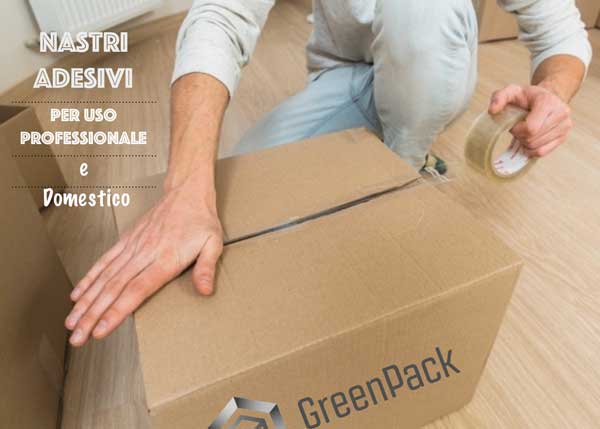 NASTRI
ADESIVI
PER USO
PROFESSIONALE
e
Domestico
GreenPack